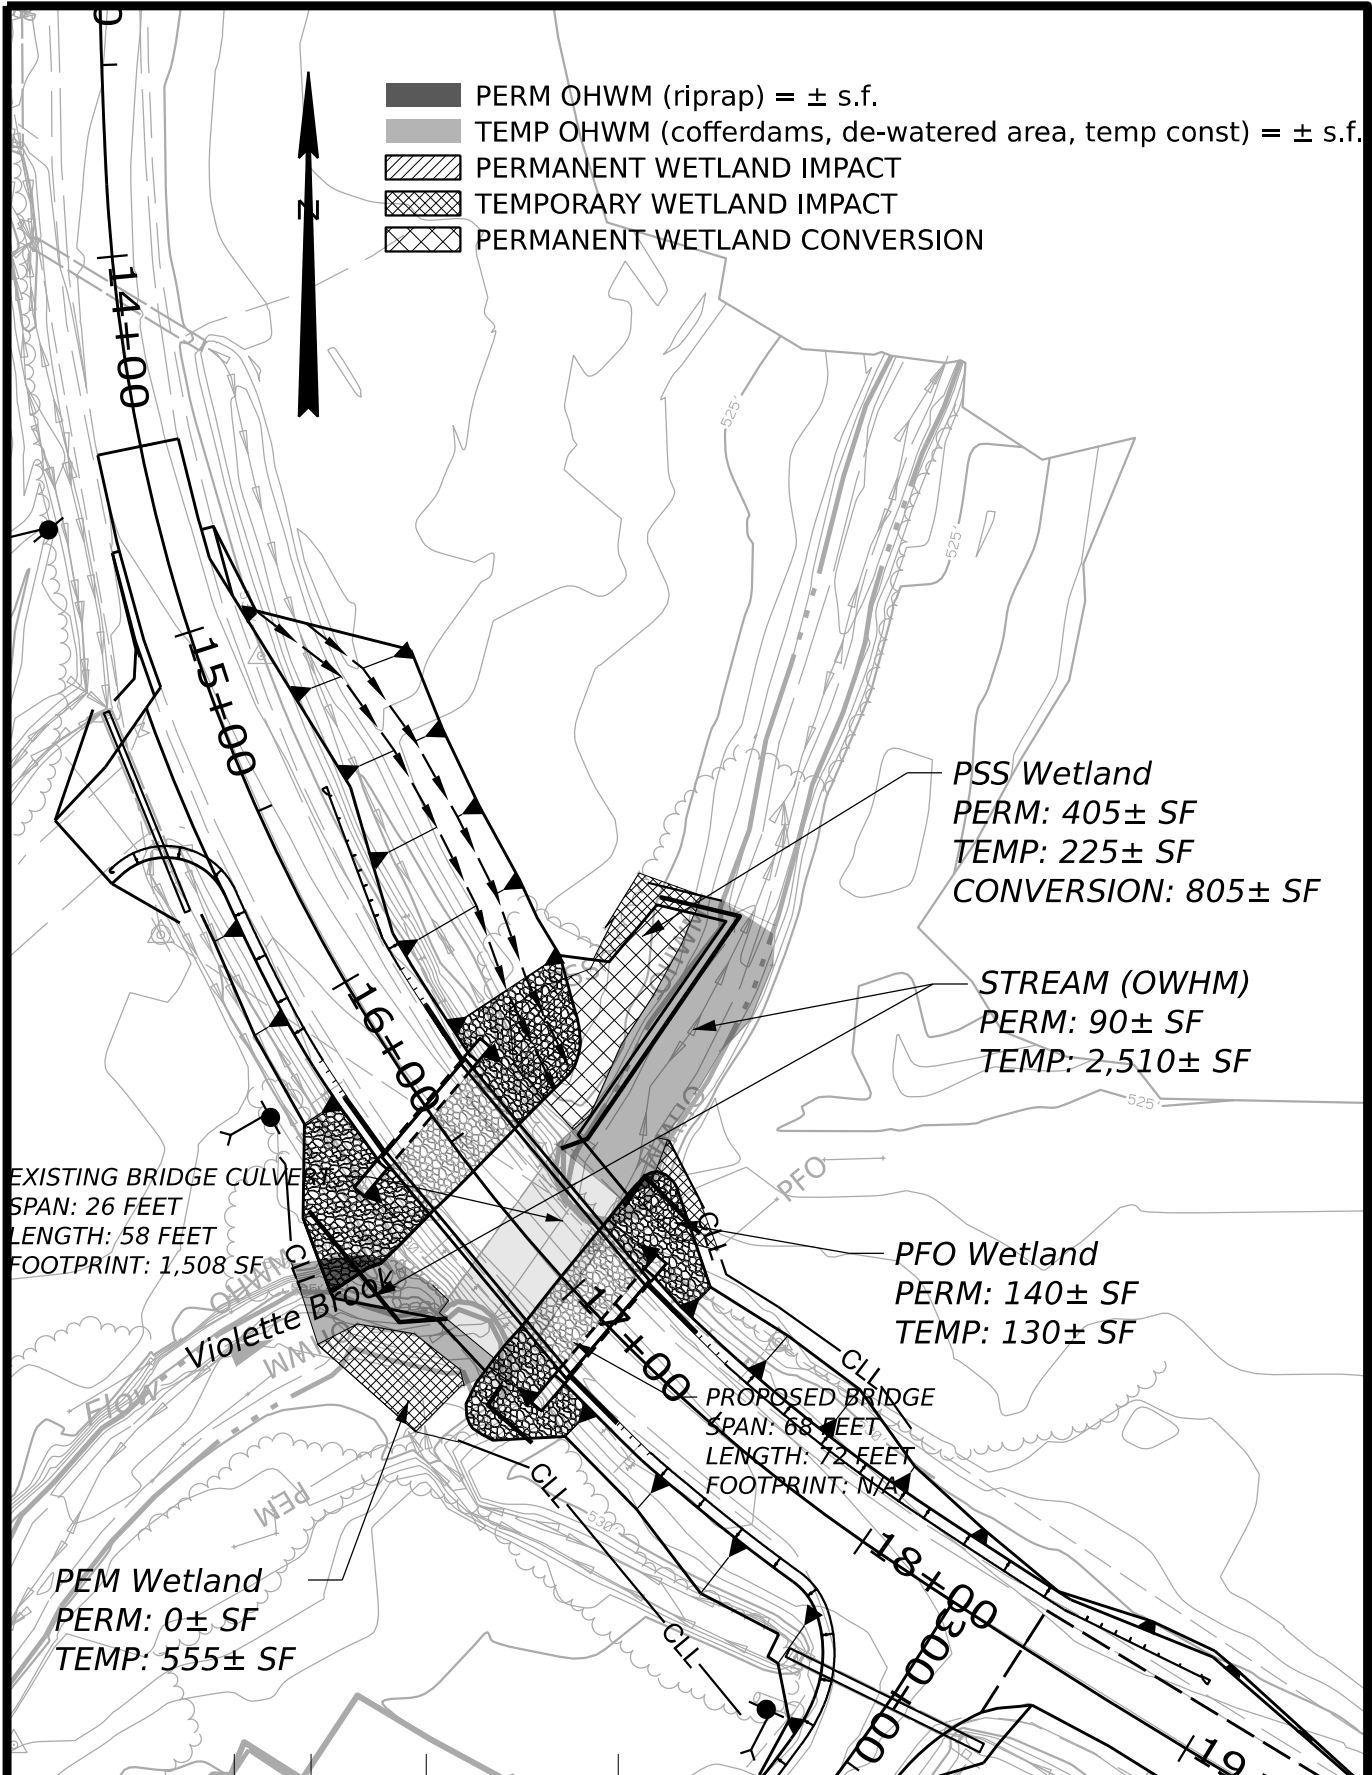 PERM OHWM (riprap) = ± s.f.
TEMP OHWM (cofferdams, de-watered area, temp const) = ± s.f.
PERMANENT WETLAND IMPACT
TEMPORARY WETLAND IMPACT
PERMANENT WETLAND CONVERSION
N
14+00
525'
525'
15+00
PSS Wetland
PERM: 405± SF
TEMP: 225± SF
CONVERSION: 805± SF
STREAM (OWHM)
PERM: 90± SF
TEMP: 2,510± SF
16+00
525'
PFO
EXISTING BRIDGE CULVERT
SPAN: 26 FEET
LENGTH: 58 FEET
FOOTPRINT: 1,508 SF
CLL
CLL
PFO Wetland
PERM: 140± SF
TEMP: 130± SF
OHWM
Violette Brook
Flow
17+00
CLL
PROPOSED BRIDGE
SPAN: 68 FEET
LENGTH: 72 FEET
FOOTPRINT: N/A
CLL
PEM
530'
PEM Wetland
PERM: 0± SF
TEMP: 555± SF
18+00
CLL
300+00
19